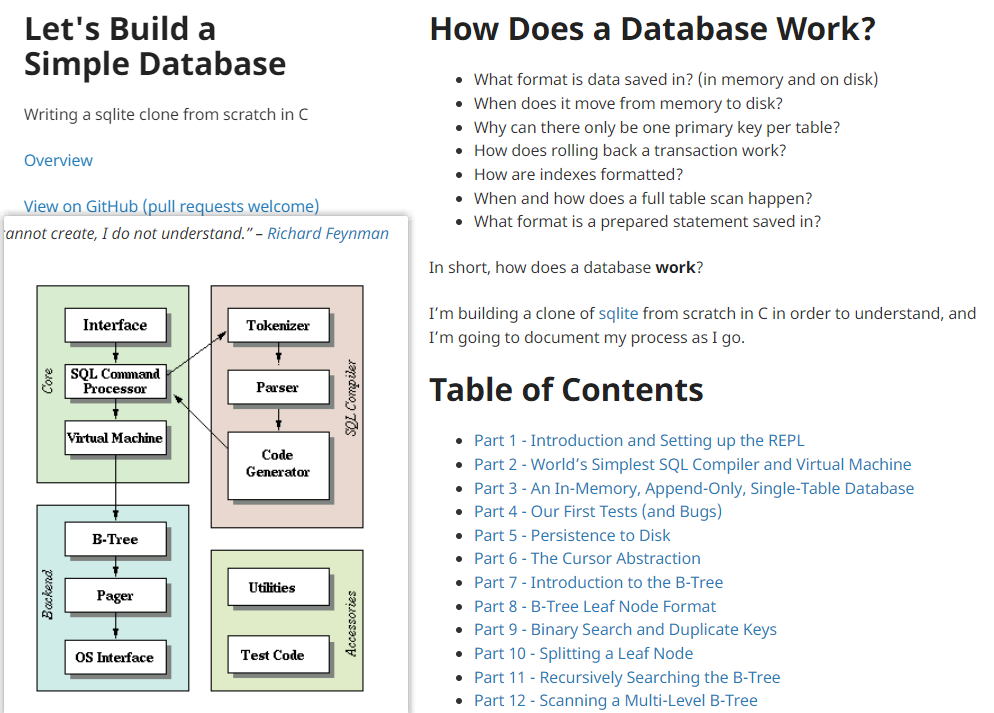 Let's Build a
Simple Database
Writing a sqlite clone from scratch in C
Overview
View on GitHub (pull requests welcome)
annot create, I do not understand.” – Richard Feynman
Interface
SQL Command
Processor
Virtual Machine
Core
Tokenizer
Parser
Code
Generator
SQL Compiler
B-Tree
Pager
OS Interface
Backend
Utilities
Test Code
Accessories
How Does a Database Work?
• What format is data saved in? (in memory and on disk)
• When does it move from memory to disk?
• Why can there only be one primary key per table?
• How does rolling back a transaction work?
• How are indexes formatted?
• When and how does a full table scan happen?
• What format is a prepared statement saved in?
In short, how does a database work?
I’m building a clone of sqlite from scratch in C in order to understand, and
I’m going to document my process as I go.
Table of Contents
• Part 1 - Introduction and Setting up the REPL
• Part 2 - World’s Simplest SQL Compiler and Virtual Machine
• Part 3 - An In-Memory, Append-Only, Single-Table Database
• Part 4 - Our First Tests (and Bugs)
• Part 5 - Persistence to Disk
• Part 6 - The Cursor Abstraction
• Part 7 - Introduction to the B-Tree
• Part 8 - B-Tree Leaf Node Format
• Part 9 - Binary Search and Duplicate Keys
• Part 10 - Splitting a Leaf Node
• Part 11 - Recursively Searching the B-Tree
• Part 12 - Scanning a Multi-Level B-Tree